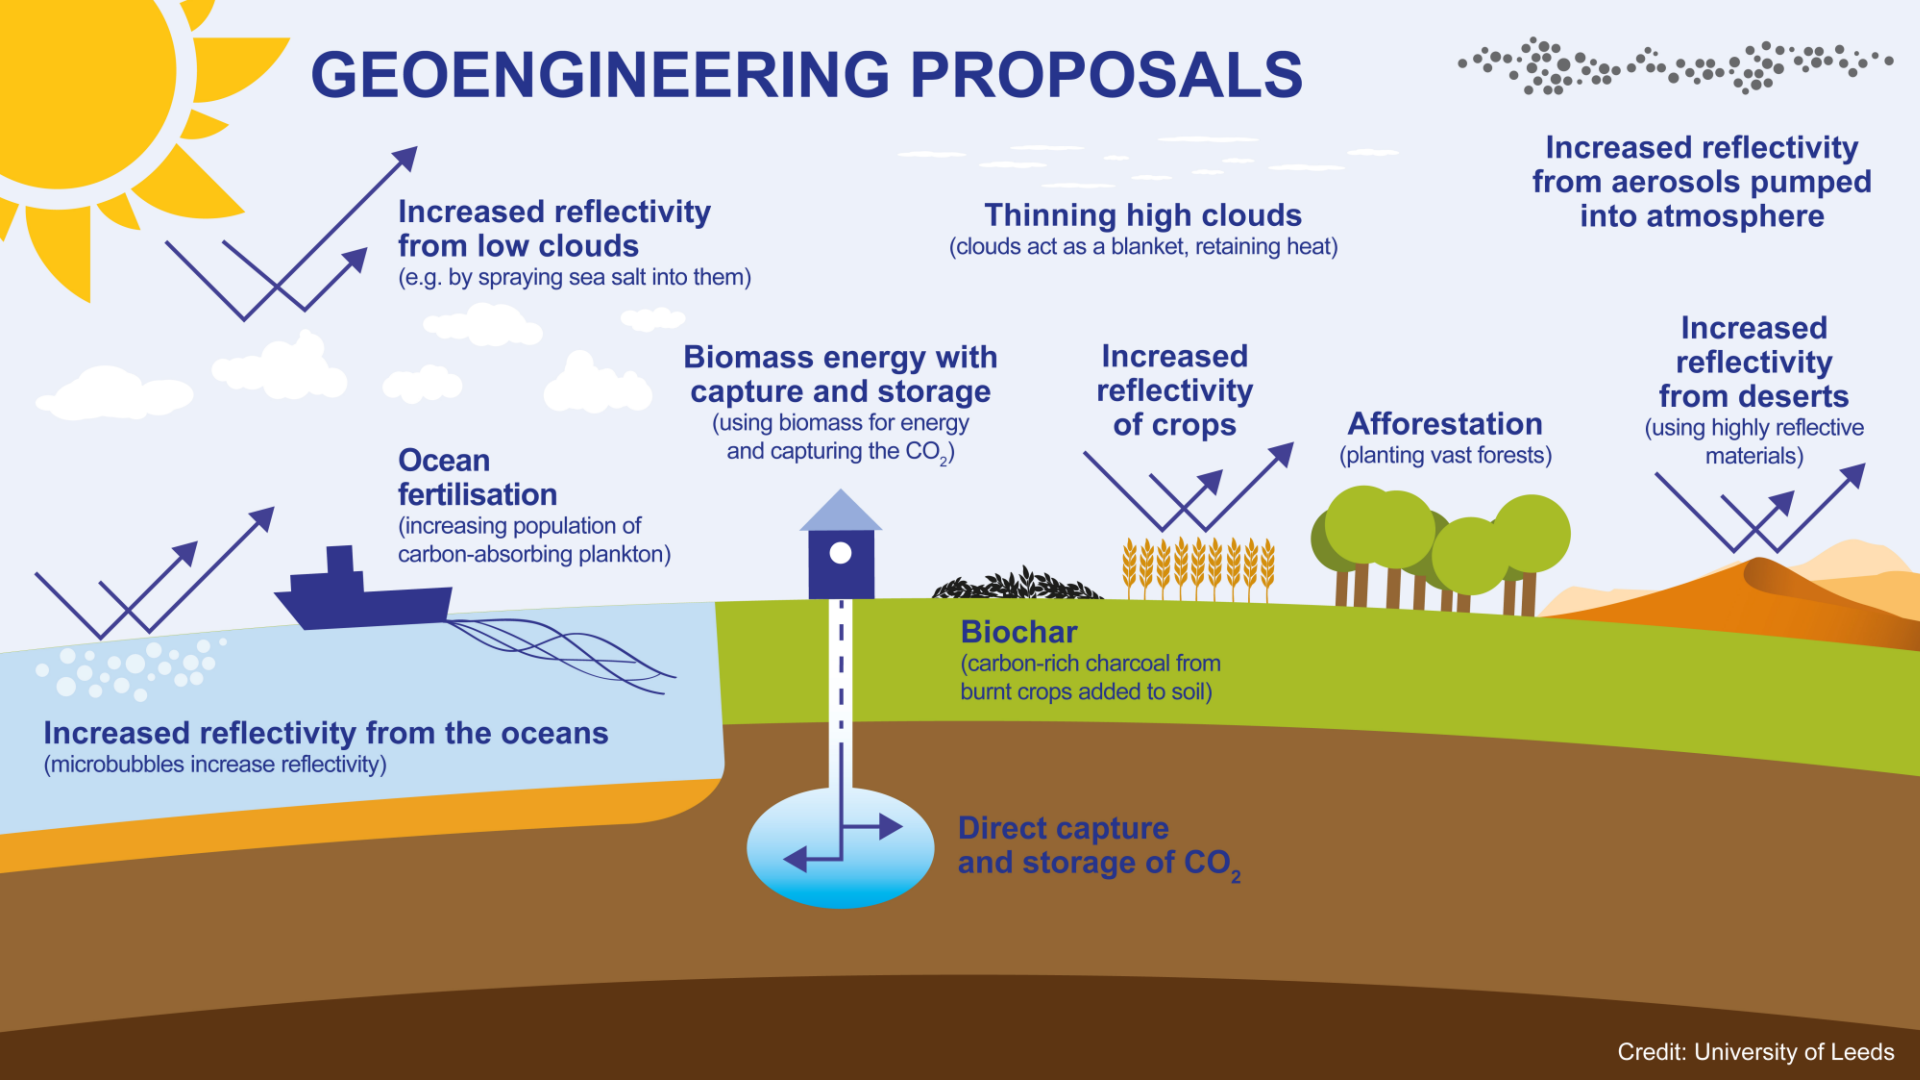 GEOENGINEERING PROPOSALS
Increased reflectivity
from aerosols pumped
into atmosphere
Increased reflectivity
from low clouds
(e.g. by spraying sea salt into them)
Thinning high clouds
(clouds act as a blanket, retaining heat)
Biomass energy with
capture and storage
(using biomass for energy
and capturing the CO₂)
Increased
reflectivity
of crops
Afforestation
(planting vast forests)
Increased
reflectivity
from deserts
(using highly reflective
materials)
Ocean
fertilisation
(increasing population of
carbon-absorbing plankton)
Biochar
(carbon-rich charcoal from
burnt crops added to soil)
Increased reflectivity from the oceans
(microbubbles increase reflectivity)
Direct capture
and storage of CO₂
Credit: University of Leeds